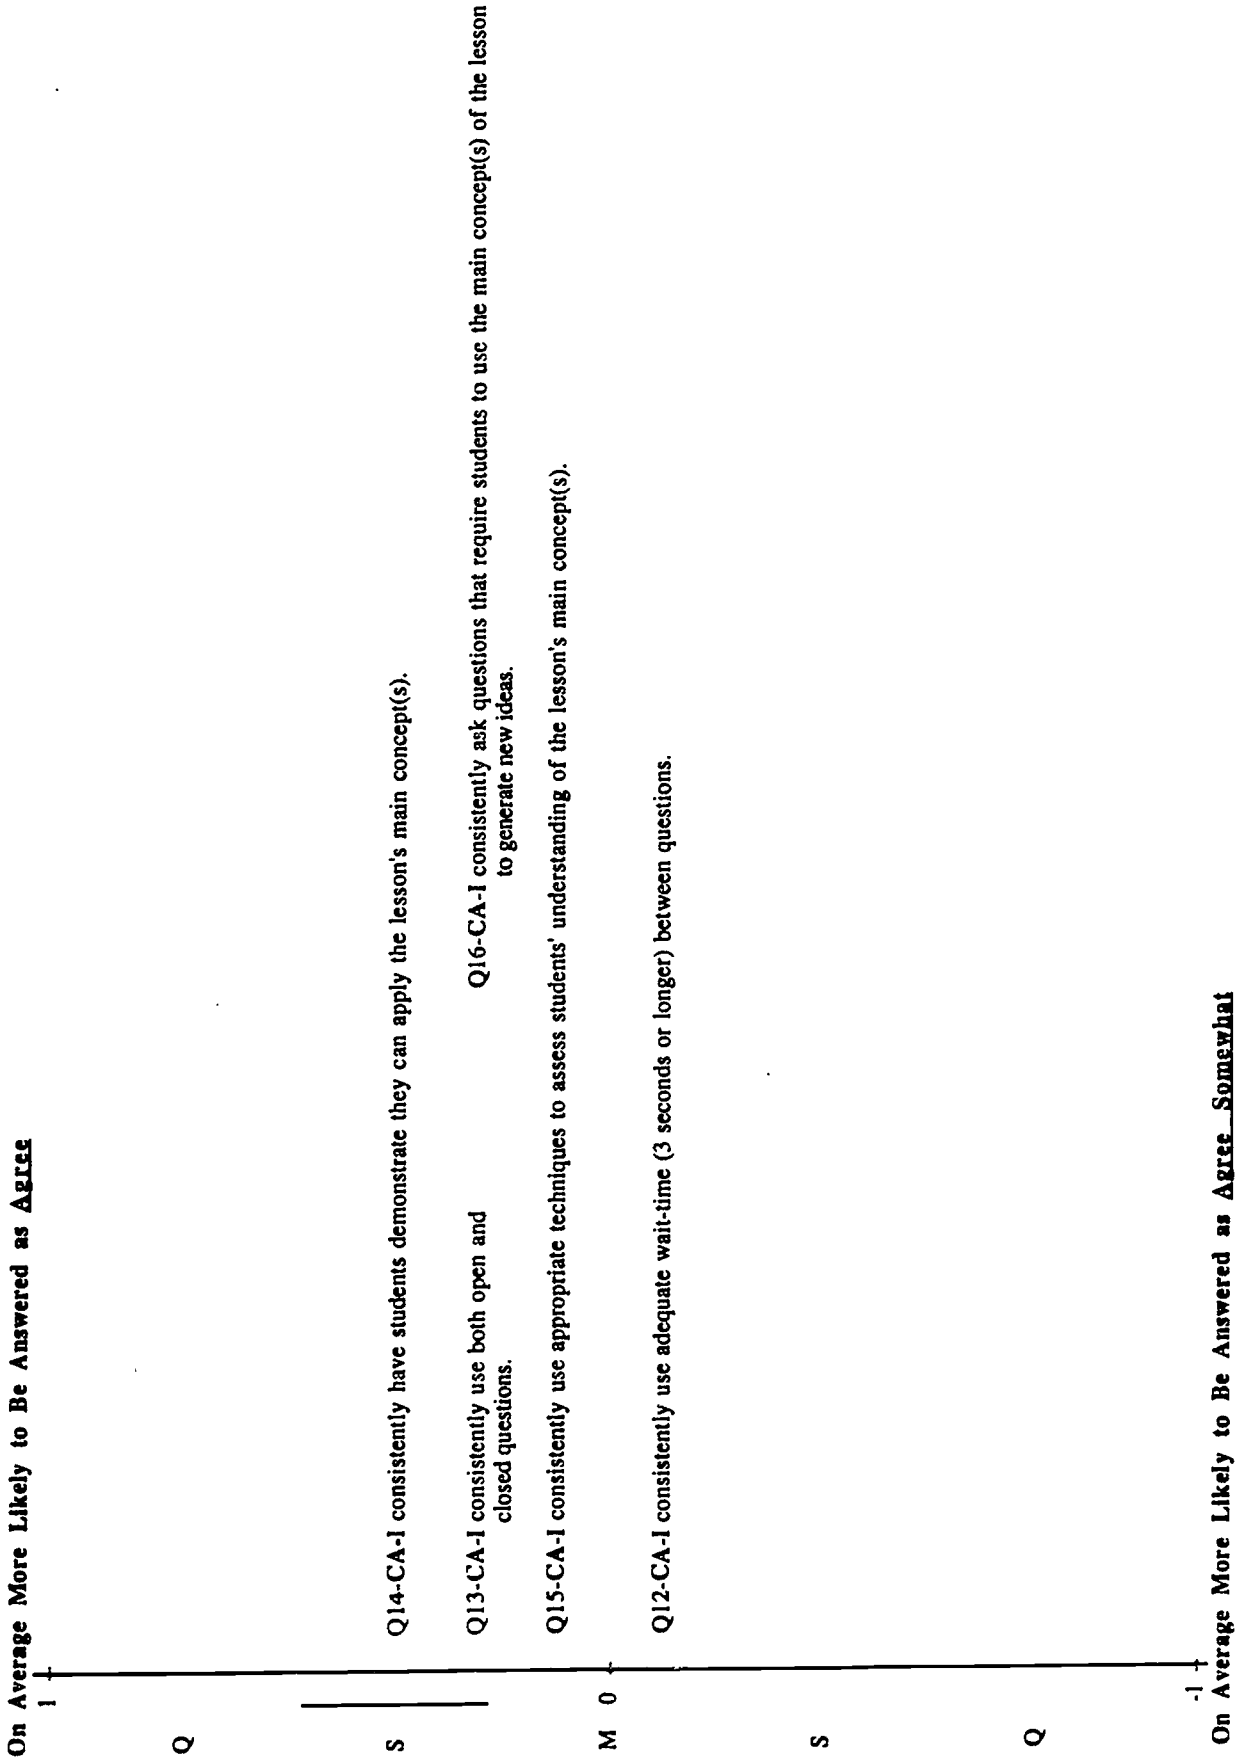 On Average More Likely to Be Answered as Agree
1
Q
S
Q14-CA-I consistently have students demonstrate they can apply the lesson's main concept(s).
Q13-CA-I consistently use both open and
closed questions.
Q16-CA-I consistently ask questions that require students to use the main concept(s) of the lesson
to generate new ideas.
Q15-CA-I consistently use appropriate techniques to assess students' understanding of the lesson's main concept(s).
M 0
Q12-CA-I consistently use adequate wait-time (3 seconds or longer) between questions.
S
Q
-1
On Average More Likely to Be Answered as Agree Somewhat